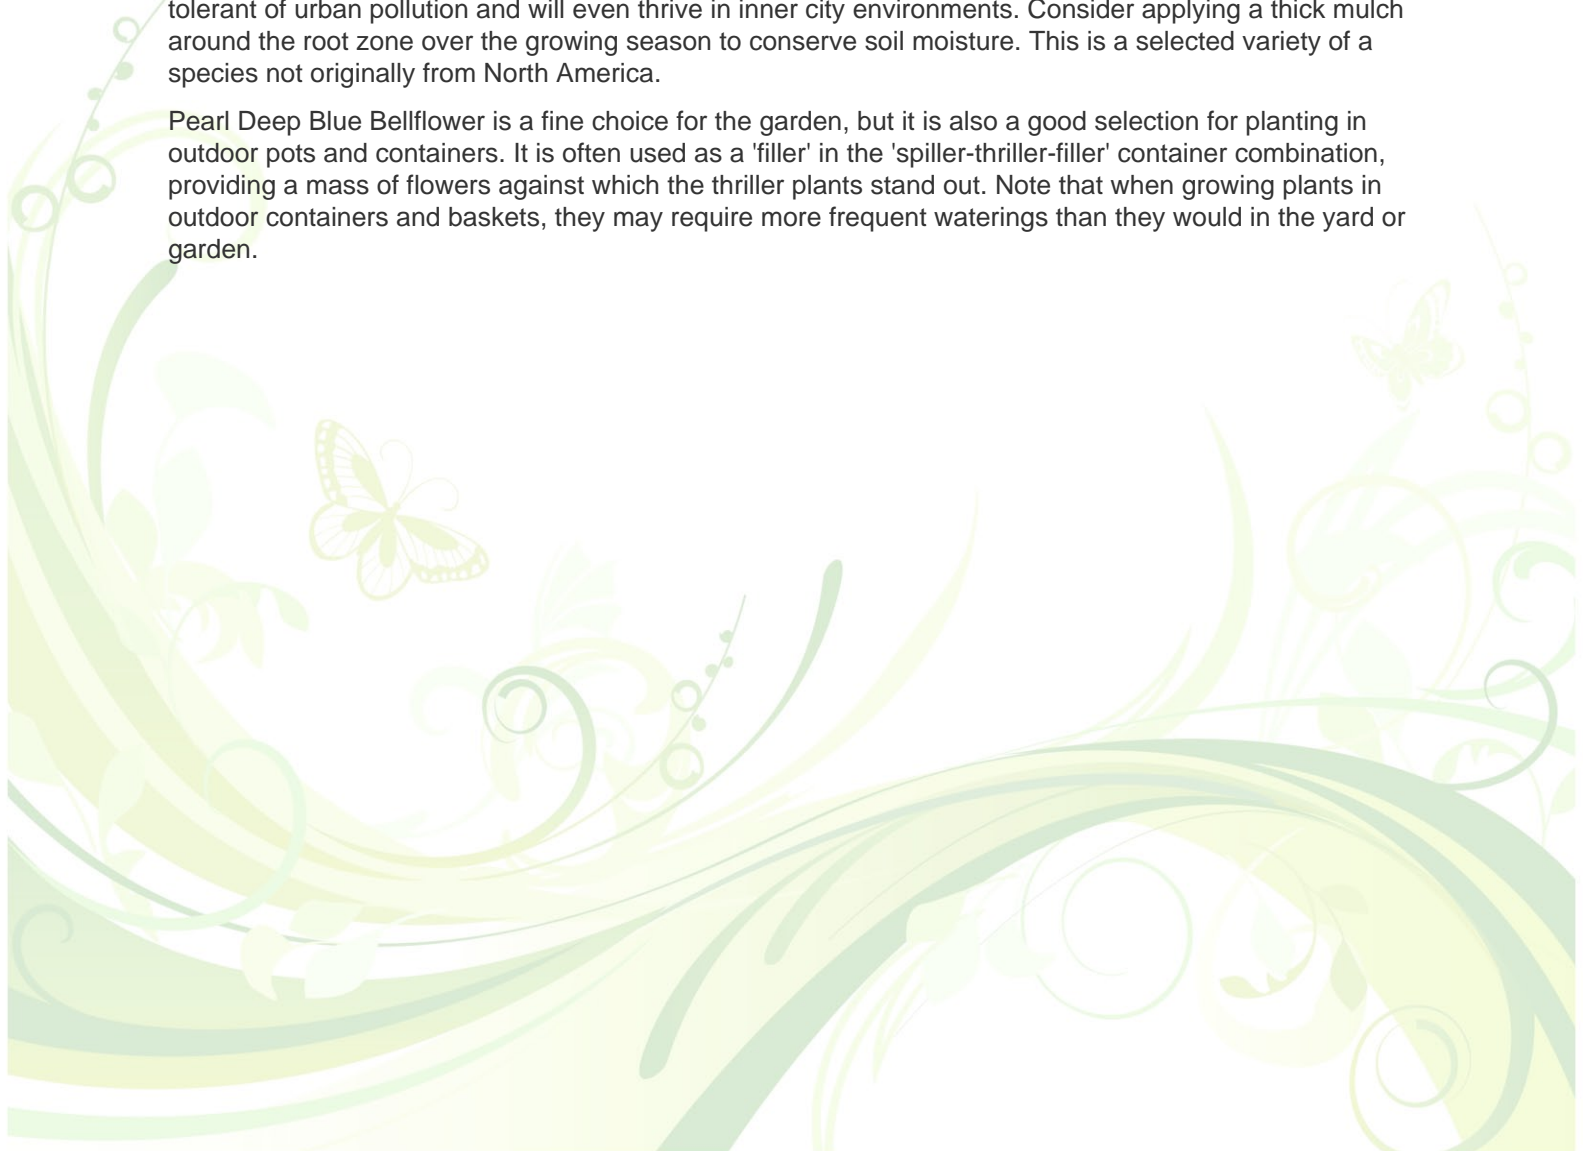 tolerant of urban pollution and will even thrive in inner city environments. Consider applying a thick mulch
around the root zone over the growing season to conserve soil moisture. This is a selected variety of a
species not originally from North America.
Pearl Deep Blue Bellflower is a fine choice for the garden, but it is also a good selection for planting in
outdoor pots and containers. It is often used as a 'filler' in the 'spiller-thriller-filler' container combination,
providing a mass of flowers against which the thriller plants stand out. Note that when growing plants in
outdoor containers and baskets, they may require more frequent waterings than they would in the yard or
garden.